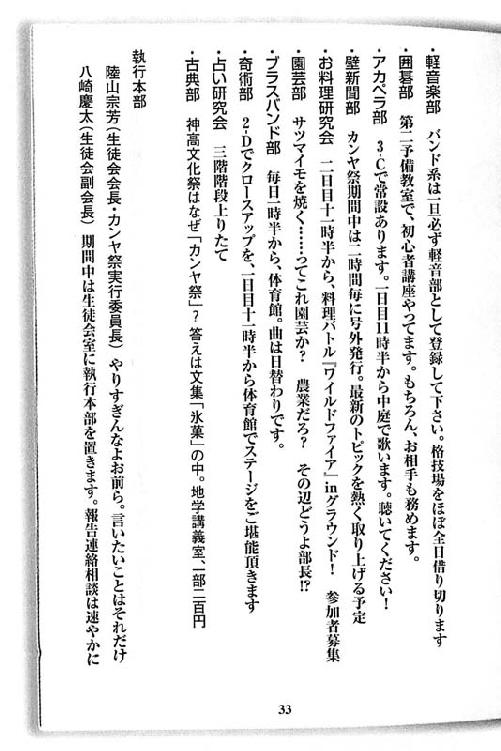 ・軽音楽部　バンド系は一旦必ず軽音部として登録して下さい。格技場をほぼ全日借り切ります
・囲碁部　第二予備教室で、初心者講座やってます。もちろん、お相手も務めます。
・アカペラ部　3-Cで常設あります。一日目11時半から中庭で歌います。聴いてください！
・壁新聞部　カンヤ祭期間中は二時間毎に号外発行。最新のトピックを熱く取り上げる予定
・お料理研究会　二日目十一時半から、料理バトル「ワイルドファイア」inグラウンド！　参加者募集
・園芸部　サツマイモを焼く……ってこれ園芸か？　農業だろ？　その辺どうよ部長!?
・ブラスバンド部　毎日一時半から、体育館。曲は日替わりです。
・奇術部　2-Dでクロースアップを、一日目十一時半から体育館でステージをご堪能頂きます
・占い研究会　三階階段上りたて
・古典部　神高文化祭はなぜ「カンヤ祭」？答えは文集「氷菓」の中。地学講義室、一部二百円
執行本部
陸山宗芳(生徒会会長・カンヤ祭実行委員長)　やりすぎんなよお前ら。言いたいことはそれだけ
八崎慶太(生徒会副会長)　期間中は生徒会室に執行本部を置きます。報告連絡相談は速やかに
33